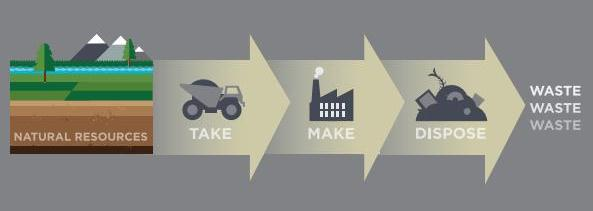 NATURAL RESOURCES
TAKE
MAKE
DISPOSE
WASTE
WASTE
WASTE